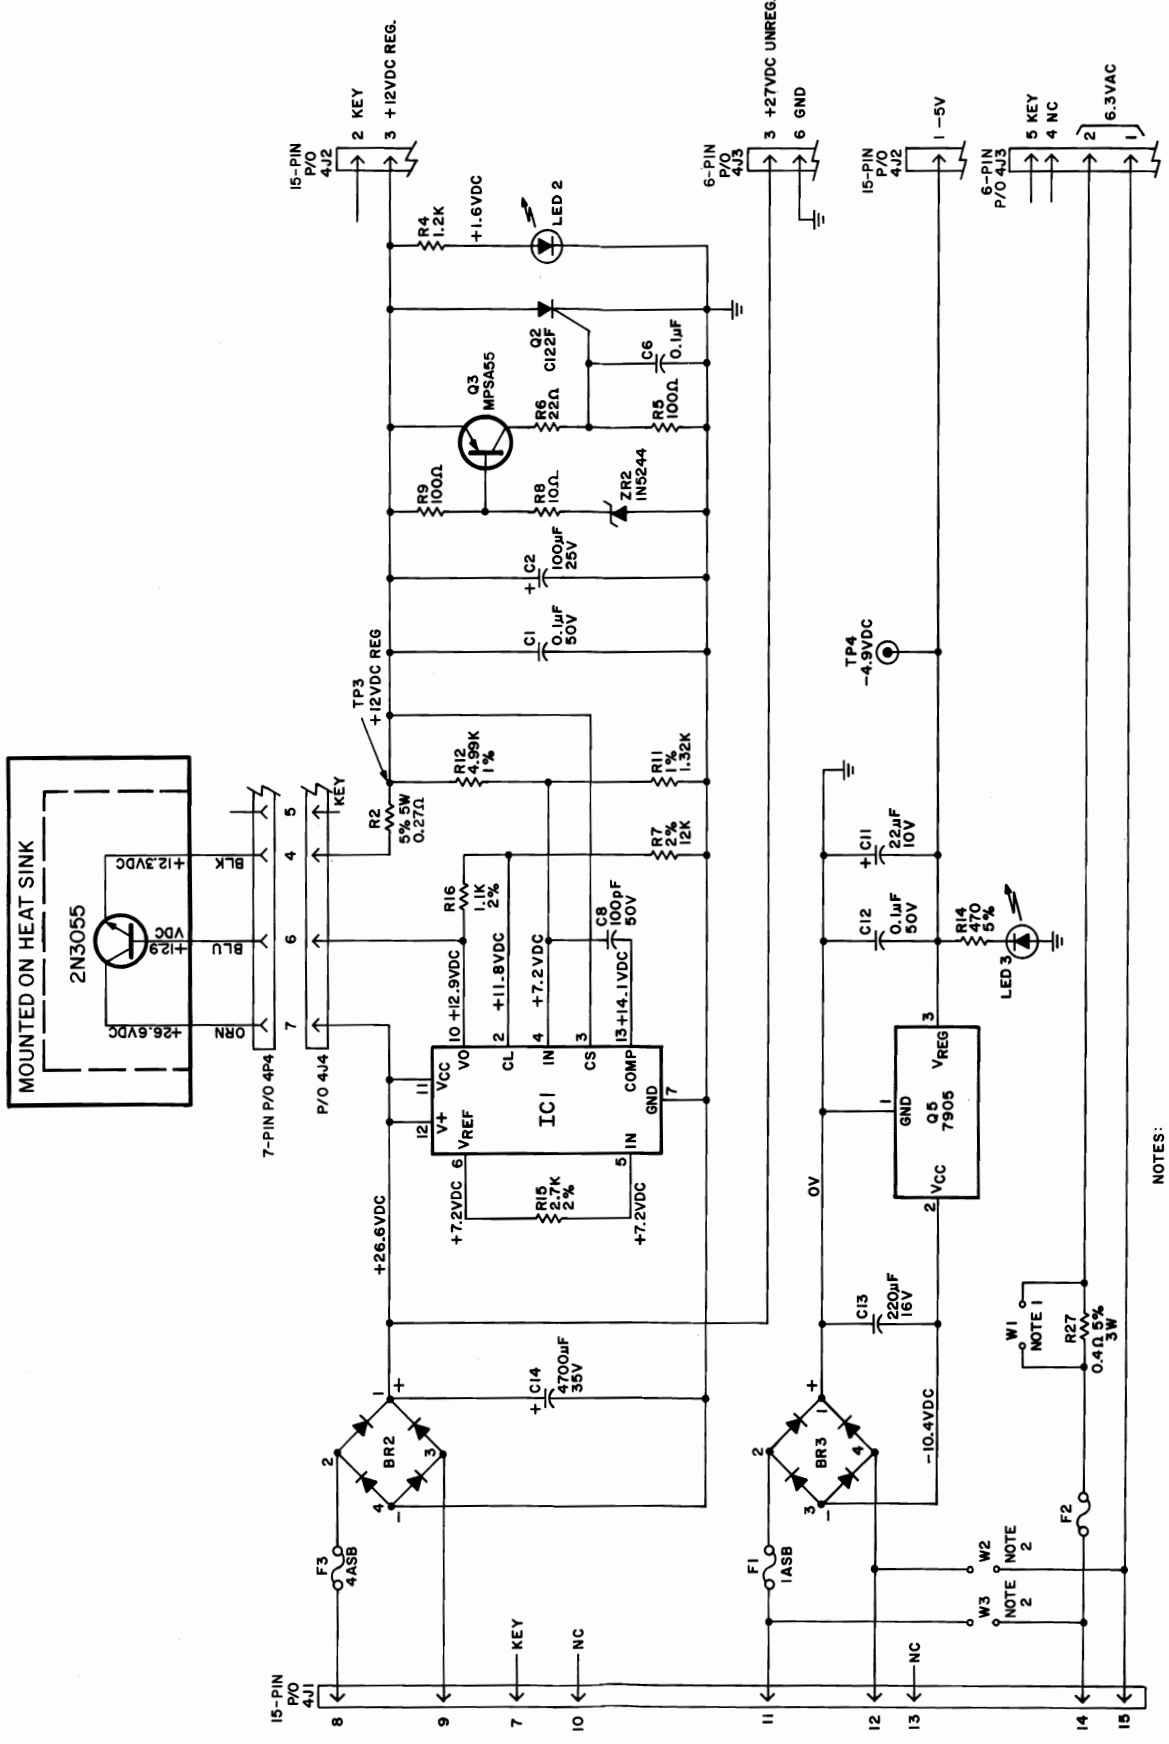 MOUNTED ON HEAT SINK
2N3055
+26.6VDC
+12.9
VDC
+12.3VDC
ORN
BLU
BLK
7-PIN P/O 4P4
7
6
4
5
P/O 4J4
KEY
15-PIN
P/O
4J1
8
9
7
KEY
10
NC
11
12
13
NC
14
15
F3
4ASB
BR2
2
1
+
3
4
-
C14
4700µF
35V
+
+26.6VDC
+7.2VDC
R15
2.7K
2%
+7.2VDC
IC1
12
V+
11
VCC
6
VREF
5
IN
10
VO
+12.9VDC
2
CL
+11.8VDC
4
IN
+7.2VDC
3
CS
13
COMP
+14.1VDC
GND
7
R16
1.1K
2%
C8
100pF
50V
R7
2%
12K
R2
5% 5W
0.27Ω
R12
4.99K
1%
R11
1%
1.32K
TP3
+12VDC REG
C1
0.1µF
50V
+
C2
100µF
25V
R9
100Ω
R8
10Ω
ZR2
1N5244
Q3
MPSA55
R6
22Ω
R5
100Ω
C6
0.1µF
Q2
C122F
R4
1.2K
+1.6VDC
LED 2
15-PIN
P/O
4J2
2 KEY
3 +12VDC REG.
6-PIN
P/O
4J3
3 +27VDC UNREG.
6 GND
F1
1ASB
BR3
2
1
+
4
3
-
-10.4VDC
C13
220µF
16V
0V
Q5
7905
1
GND
2
VCC
3
VREG
C12
0.1µF
50V
+
C11
22µF
10V
R14
470
5%
LED 3
TP4
-4.9VDC
15-PIN
P/O
4J2
1 -5V
6-PIN
P/O 4J3
5 KEY
4 NC
2
1
6.3VAC
W3
NOTE
2
W2
NOTE
2
F2
W1
NOTE 1
R27
0.4Ω 5%
3W
NOTES: